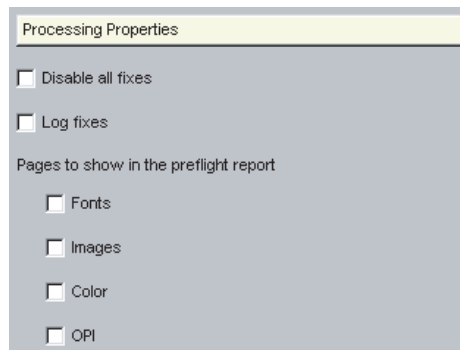 Processing Properties
Disable all fixes
Log fixes
Pages to show in the preflight report
Fonts
Images
Color
OPI